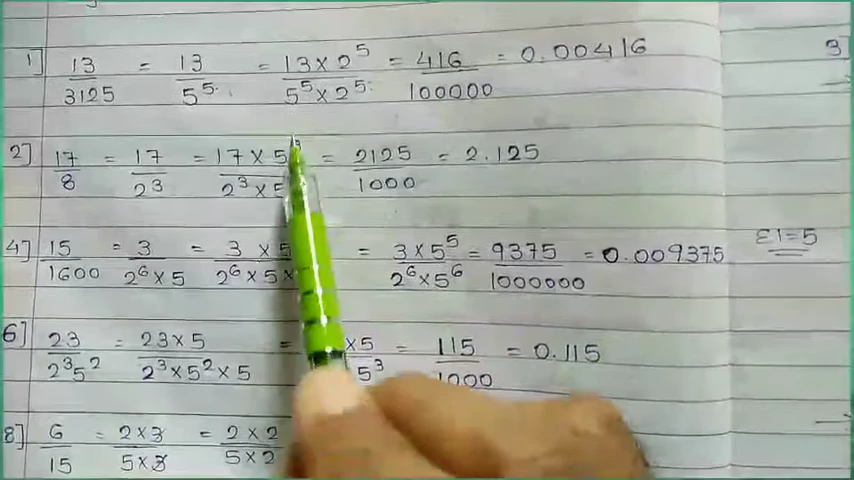 1] 13/3125 = 13/5^5 = 13×2^5/5^5×2^5 = 416/100000 = 0.00416
2] 17/8 = 17/2^3 = 17×5/2^3×5 = 2125/1000 = 2.125
4] 15/1600 = 3/2^6×5 = 3×5/2^6×5× = 3×5^5/2^6×5^6 = 9375/1000000 = 0.009375
6] 23/2^3 5^2 = 23×5/2^3×5^2×5 = ×5/5^3 = 115/1000 = 0.115
8] 6/15 = 2×3/5×3 = 2×2/5×2